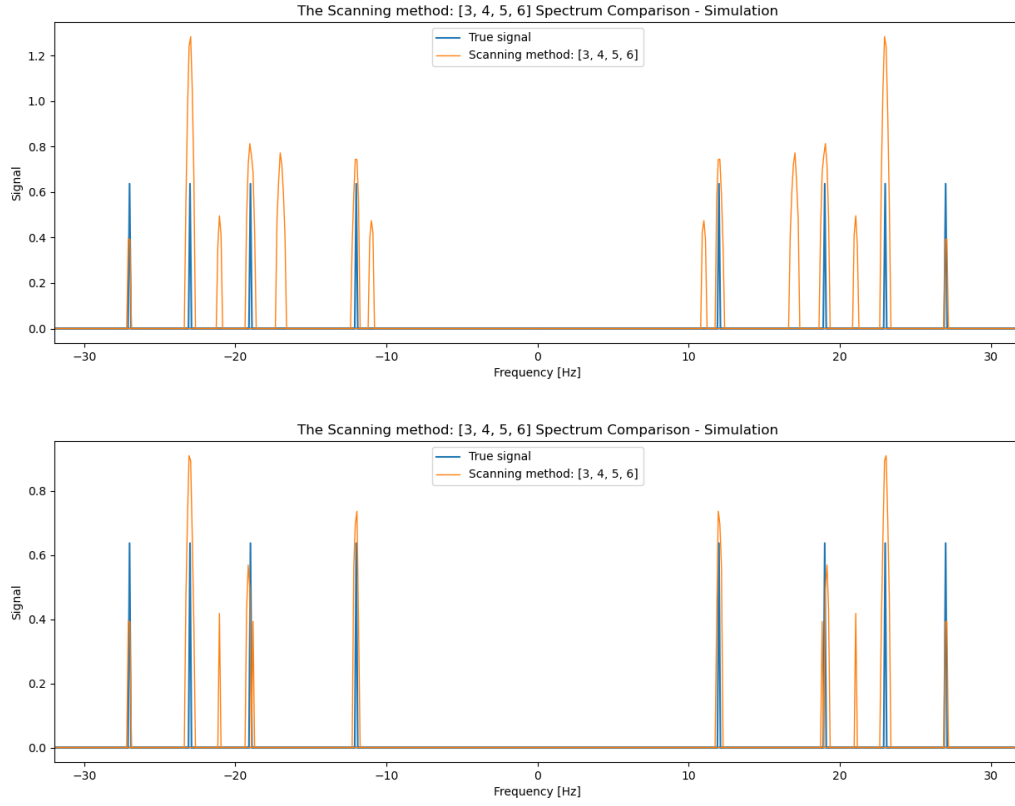 The Scanning method: [3, 4, 5, 6] Spectrum Comparison - Simulation
True signal
Scanning method: [3, 4, 5, 6]
Signal
1.2
1.0
0.8
0.6
0.4
0.2
0.0
−30 −20 −10 0 10 20 30
Frequency [Hz]
The Scanning method: [3, 4, 5, 6] Spectrum Comparison - Simulation
True signal
Scanning method: [3, 4, 5, 6]
Signal
0.8
0.6
0.4
0.2
0.0
−30 −20 −10 0 10 20 30
Frequency [Hz]